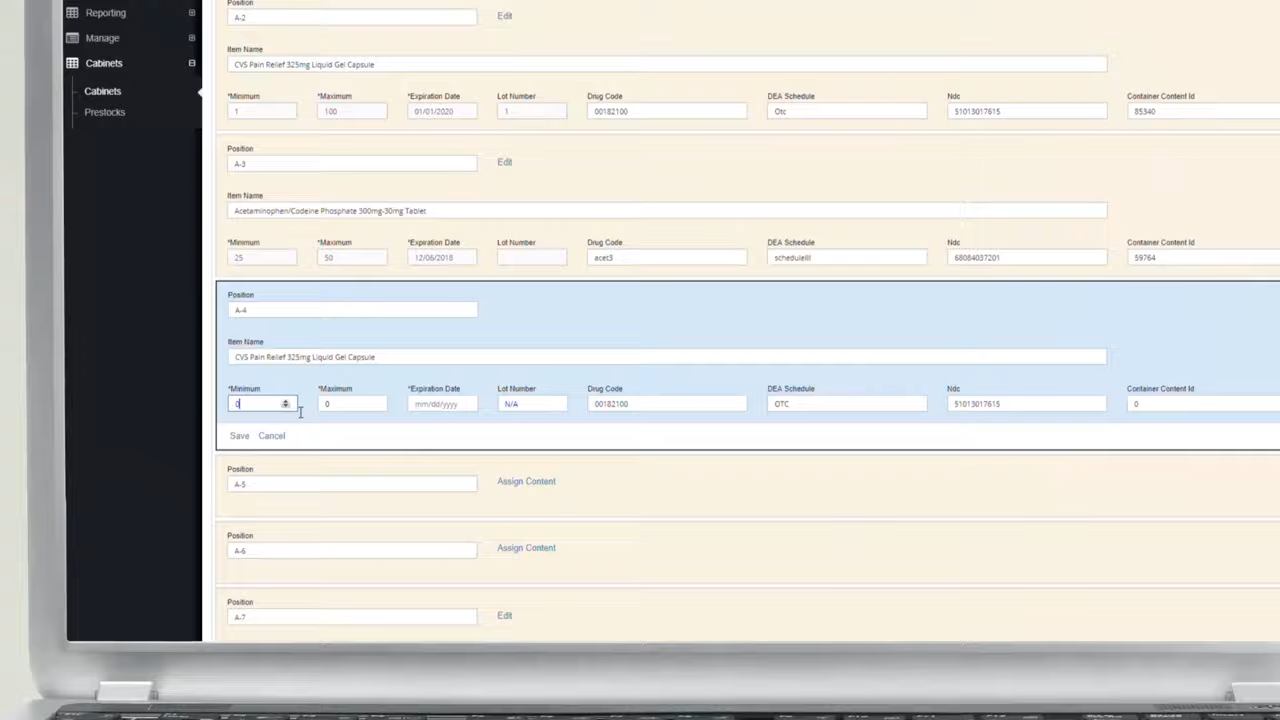 Reporting
Manage
Cabinets
Cabinets
Prestocks
Position
A-2
Edit
Item Name
CVS Pain Relief 325mg Liquid Gel Capsule
*Minimum *Maximum *Expiration Date Lot Number Drug Code DEA Schedule Ndc Container Content Id
1 100 01/01/2020 1 00182100 Otc 51013017615 85340
Position
A-3
Edit
Item Name
Acetaminophen/Codeine Phosphate 300mg-30mg Tablet
*Minimum *Maximum *Expiration Date Lot Number Drug Code DEA Schedule Ndc Container Content Id
25 50 12/06/2018 acet3 scheduleIII 68084037201 59764
Position
A-4
Item Name
CVS Pain Relief 325mg Liquid Gel Capsule
*Minimum *Maximum *Expiration Date Lot Number Drug Code DEA Schedule Ndc Container Content Id
0 0 mm/dd/yyyy N/A 00182100 OTC 51013017615 0
Save Cancel
Position
A-5
Assign Content
Position
A-6
Assign Content
Position
A-7
Edit